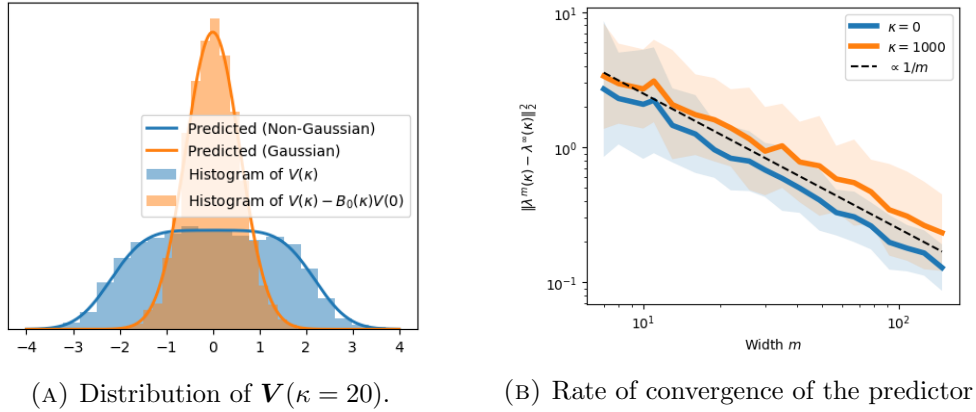 Predicted (Non-Gaussian)
Predicted (Gaussian)
Histogram of V(κ)
Histogram of V(κ) − B₀(κ)V(0)
−4 −3 −2 −1 0 1 2 3 4
(A) Distribution of V(κ = 20).
κ = 0
κ = 1000
∝ 1/m
‖λᵐ(κ) − λ^∞(κ)‖₂²
10¹
10⁰
10⁻¹
10¹ 10²
Width m
(B) Rate of convergence of the predictor